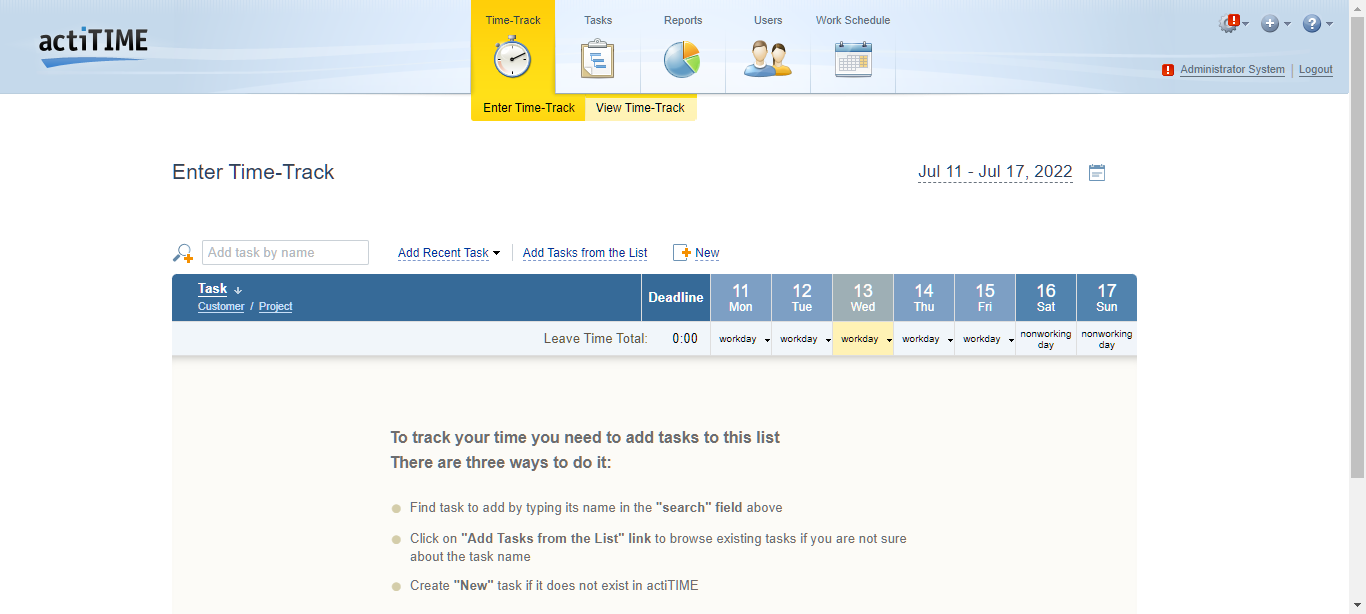 actiTIME
Time-Track
Tasks
Reports
Users
Work Schedule
Administrator System
Logout
Enter Time-Track
View Time-Track
Enter Time-Track
Jul 11 - Jul 17, 2022
Add task by name
Add Recent Task
Add Tasks from the List
New
Task
Customer / Project
Deadline
11 Mon
12 Tue
13 Wed
14 Thu
15 Fri
16 Sat
17 Sun
Leave Time Total:
0:00
workday
workday
workday
workday
workday
nonworking
day
nonworking
day
To track your time you need to add tasks to this list
There are three ways to do it:
Find task to add by typing its name in the "search" field above
Click on "Add Tasks from the List" link to browse existing tasks if you are not sure
about the task name
Create "New" task if it does not exist in actiTIME